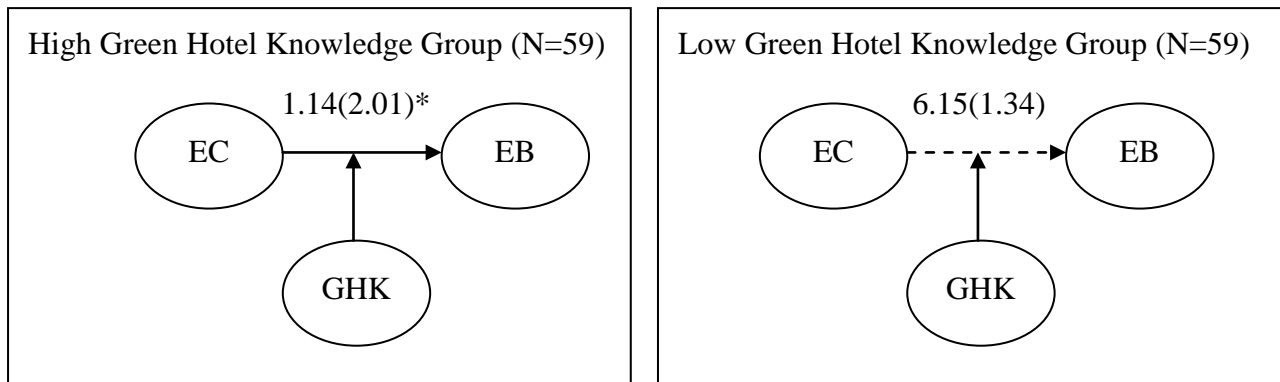 High Green Hotel Knowledge Group (N=59)
1.14(2.01)*
EC
EB
GHK
Low Green Hotel Knowledge Group (N=59)
6.15(1.34)
EC
EB
GHK